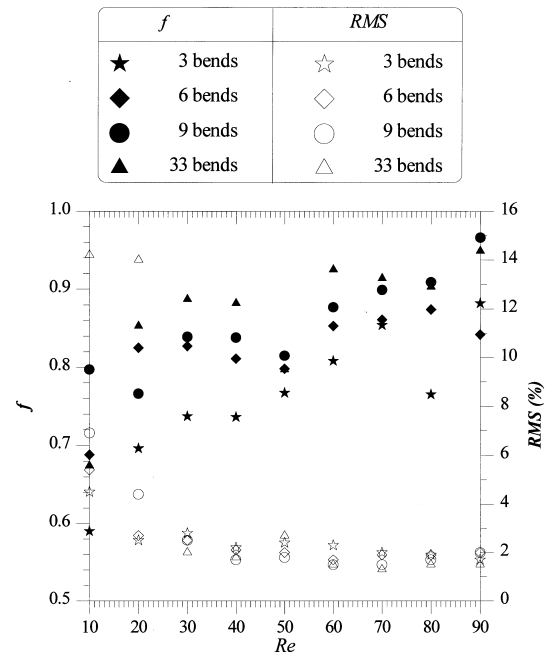 f RMS
3 bends 3 bends
6 bends 6 bends
9 bends 9 bends
33 bends 33 bends
1.0 16
14
0.9
12
0.8 10
f 8 RMS (%)
0.7
6
0.6 4
2
0.5 0
10 20 30 40 50 60 70 80 90
Re